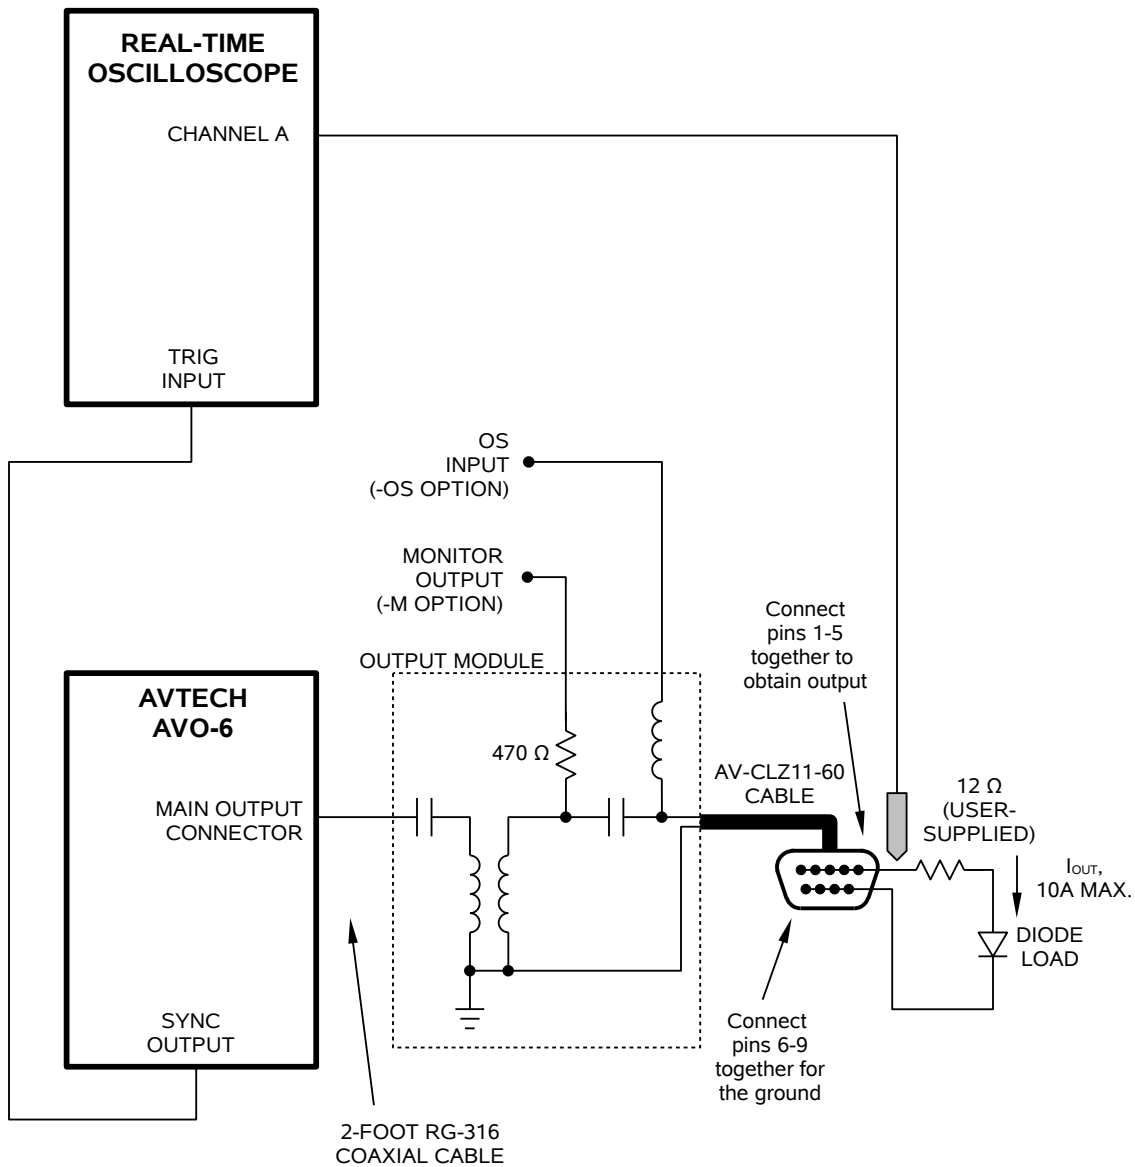 REAL-TIME
OSCILLOSCOPE
CHANNEL A
TRIG
INPUT
OS
INPUT
(-OS OPTION)
MONITOR
OUTPUT
(-M OPTION)
Connect
pins 1-5
together to
obtain output
OUTPUT MODULE
AVTECH
AVO-6
470 Ω
AV-CLZ11-60
CABLE
12 Ω
(USER-
SUPPLIED)
MAIN OUTPUT
CONNECTOR
IOUT,
10A MAX.
DIODE
LOAD
SYNC
OUTPUT
Connect
pins 6-9
together for
the ground
2-FOOT RG-316
COAXIAL CABLE